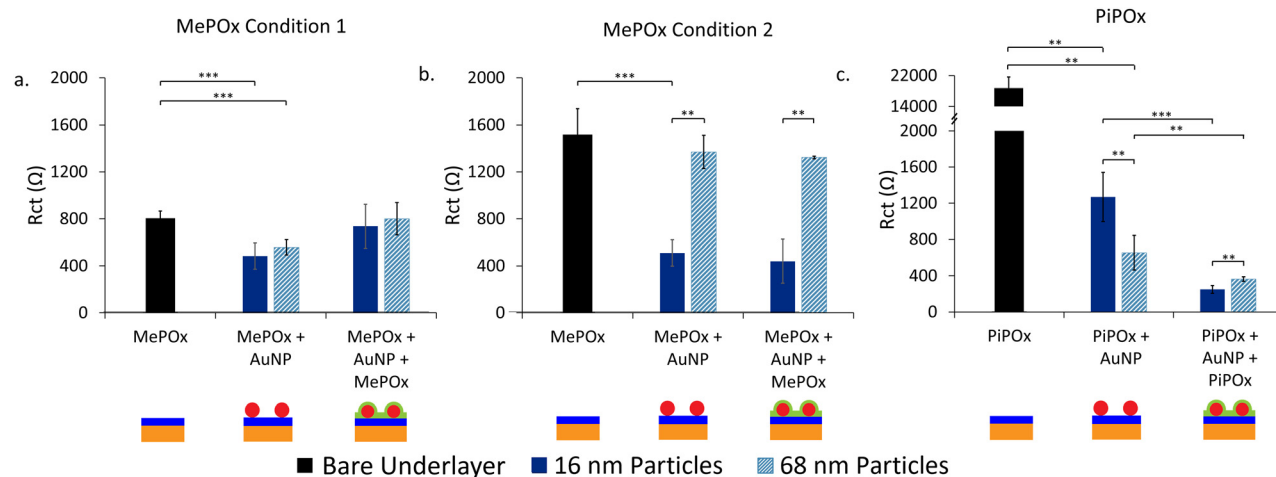 MePOx Condition 1
MePOx Condition 2
PiPOx
a.
2000
1600
1200
800
400
0
Rct (Ω)
***
***
MePOx
MePOx +
AuNP
MePOx +
AuNP +
MePOx
b.
2000
1600
1200
800
400
0
Rct (Ω)
***
**
**
MePOx
MePOx +
AuNP
MePOx +
AuNP +
MePOx
c.
22000
14000
2000
1600
1200
800
400
0
Rct (Ω)
**
**
***
**
**
**
PiPOx
PiPOx +
AuNP
PiPOx +
AuNP +
PiPOx
Bare Underlayer 16 nm Particles 68 nm Particles